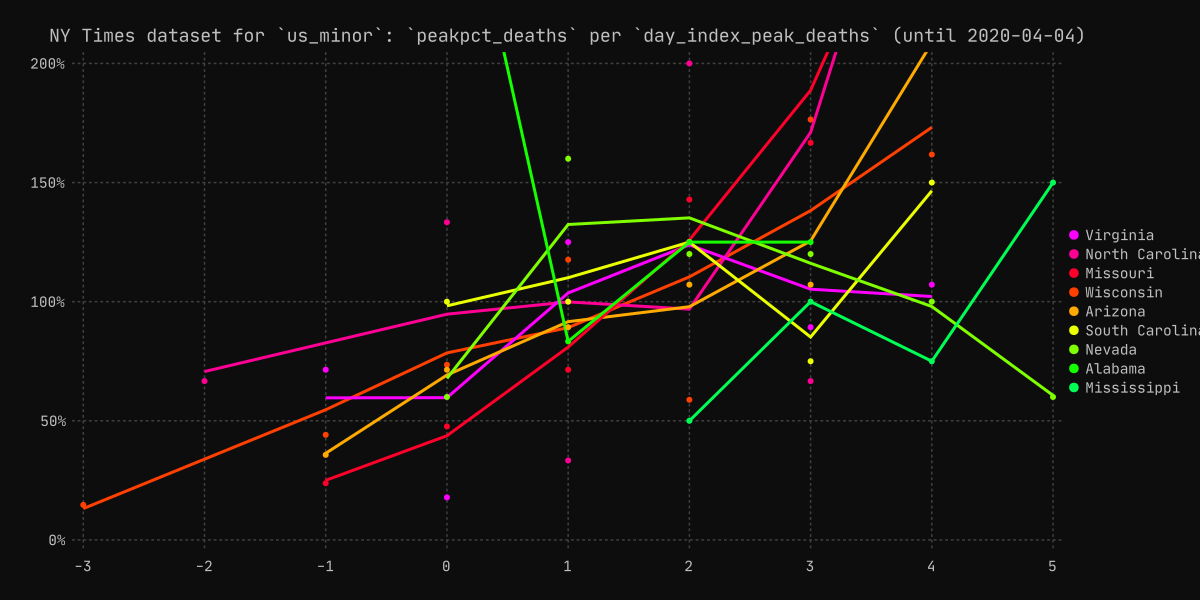 NY Times dataset for `us_minor`: `peakpct_deaths` per `day_index_peak_deaths` (until 2020-04-04)
200%
150%
100%
50%
0%
-3 -2 -1 0 1 2 3 4 5
Virginia
North Carolina
Missouri
Wisconsin
Arizona
South Carolina
Nevada
Alabama
Mississippi